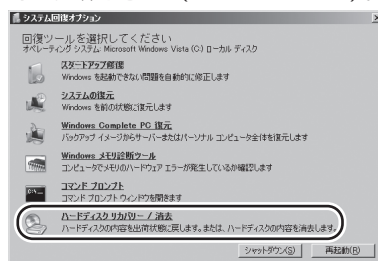 システム回復オプション
回復ツールを選択してください
オペレーティング システム: Microsoft Windows Vista (C:) ローカル ディスク
スタートアップ修復
Windows を起動できない問題を自動的に修正します
システムの復元
Windows を前の状態に復元します
Windows Complete PC 復元
バックアップ イメージからサーバーまたはパーソナル コンピュータ全体を復元します
Windows メモリ診断ツール
コンピュータでメモリのハードウェア エラーが発生しているか確認します
コマンド プロンプト
コマンド プロンプト ウィンドウを開きます
ハードディスク リカバリー / 消去
ハードディスクの内容を出荷状態に戻します。または、ハードディスクの内容を消去します。
シャットダウン(S) 再起動(R)